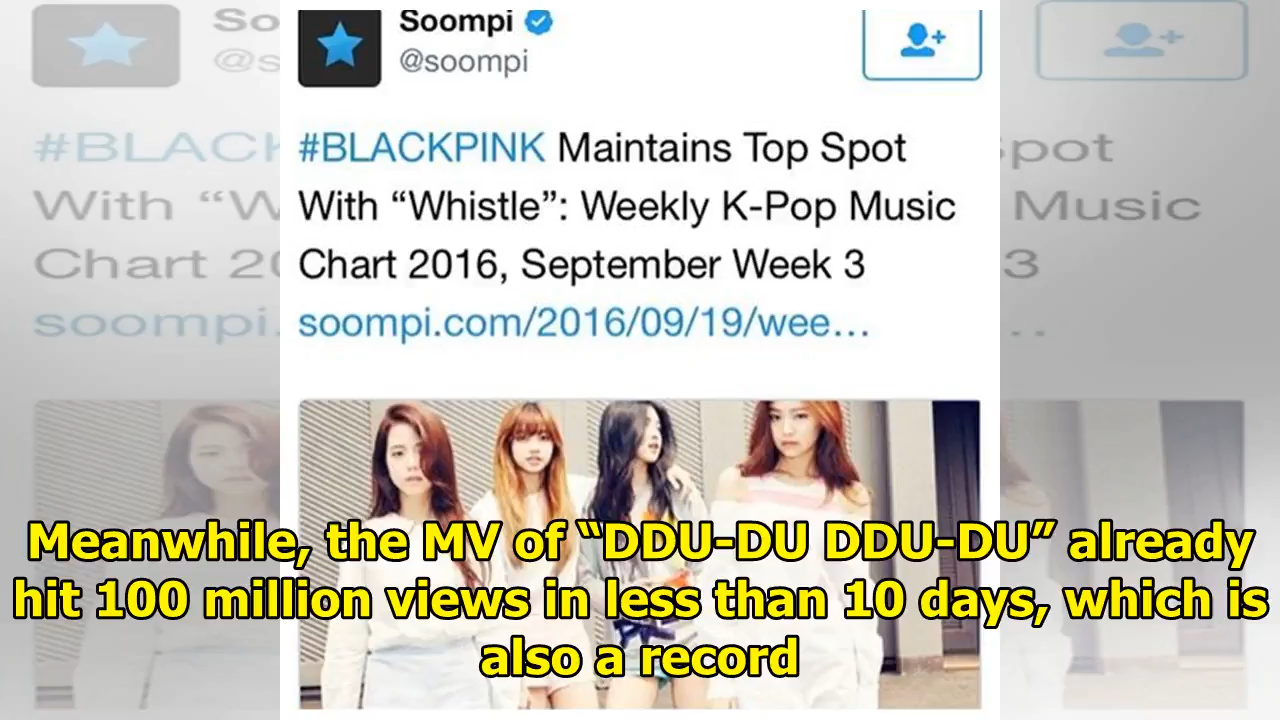 Soompi
@soompi
#BLACKPINK Maintains Top Spot
With “Whistle”: Weekly K-Pop Music
Chart 2016, September Week 3
soompi.com/2016/09/19/wee…
Meanwhile, the MV of “DDU-DU DDU-DU” already
hit 100 million views in less than 10 days, which is
also a record